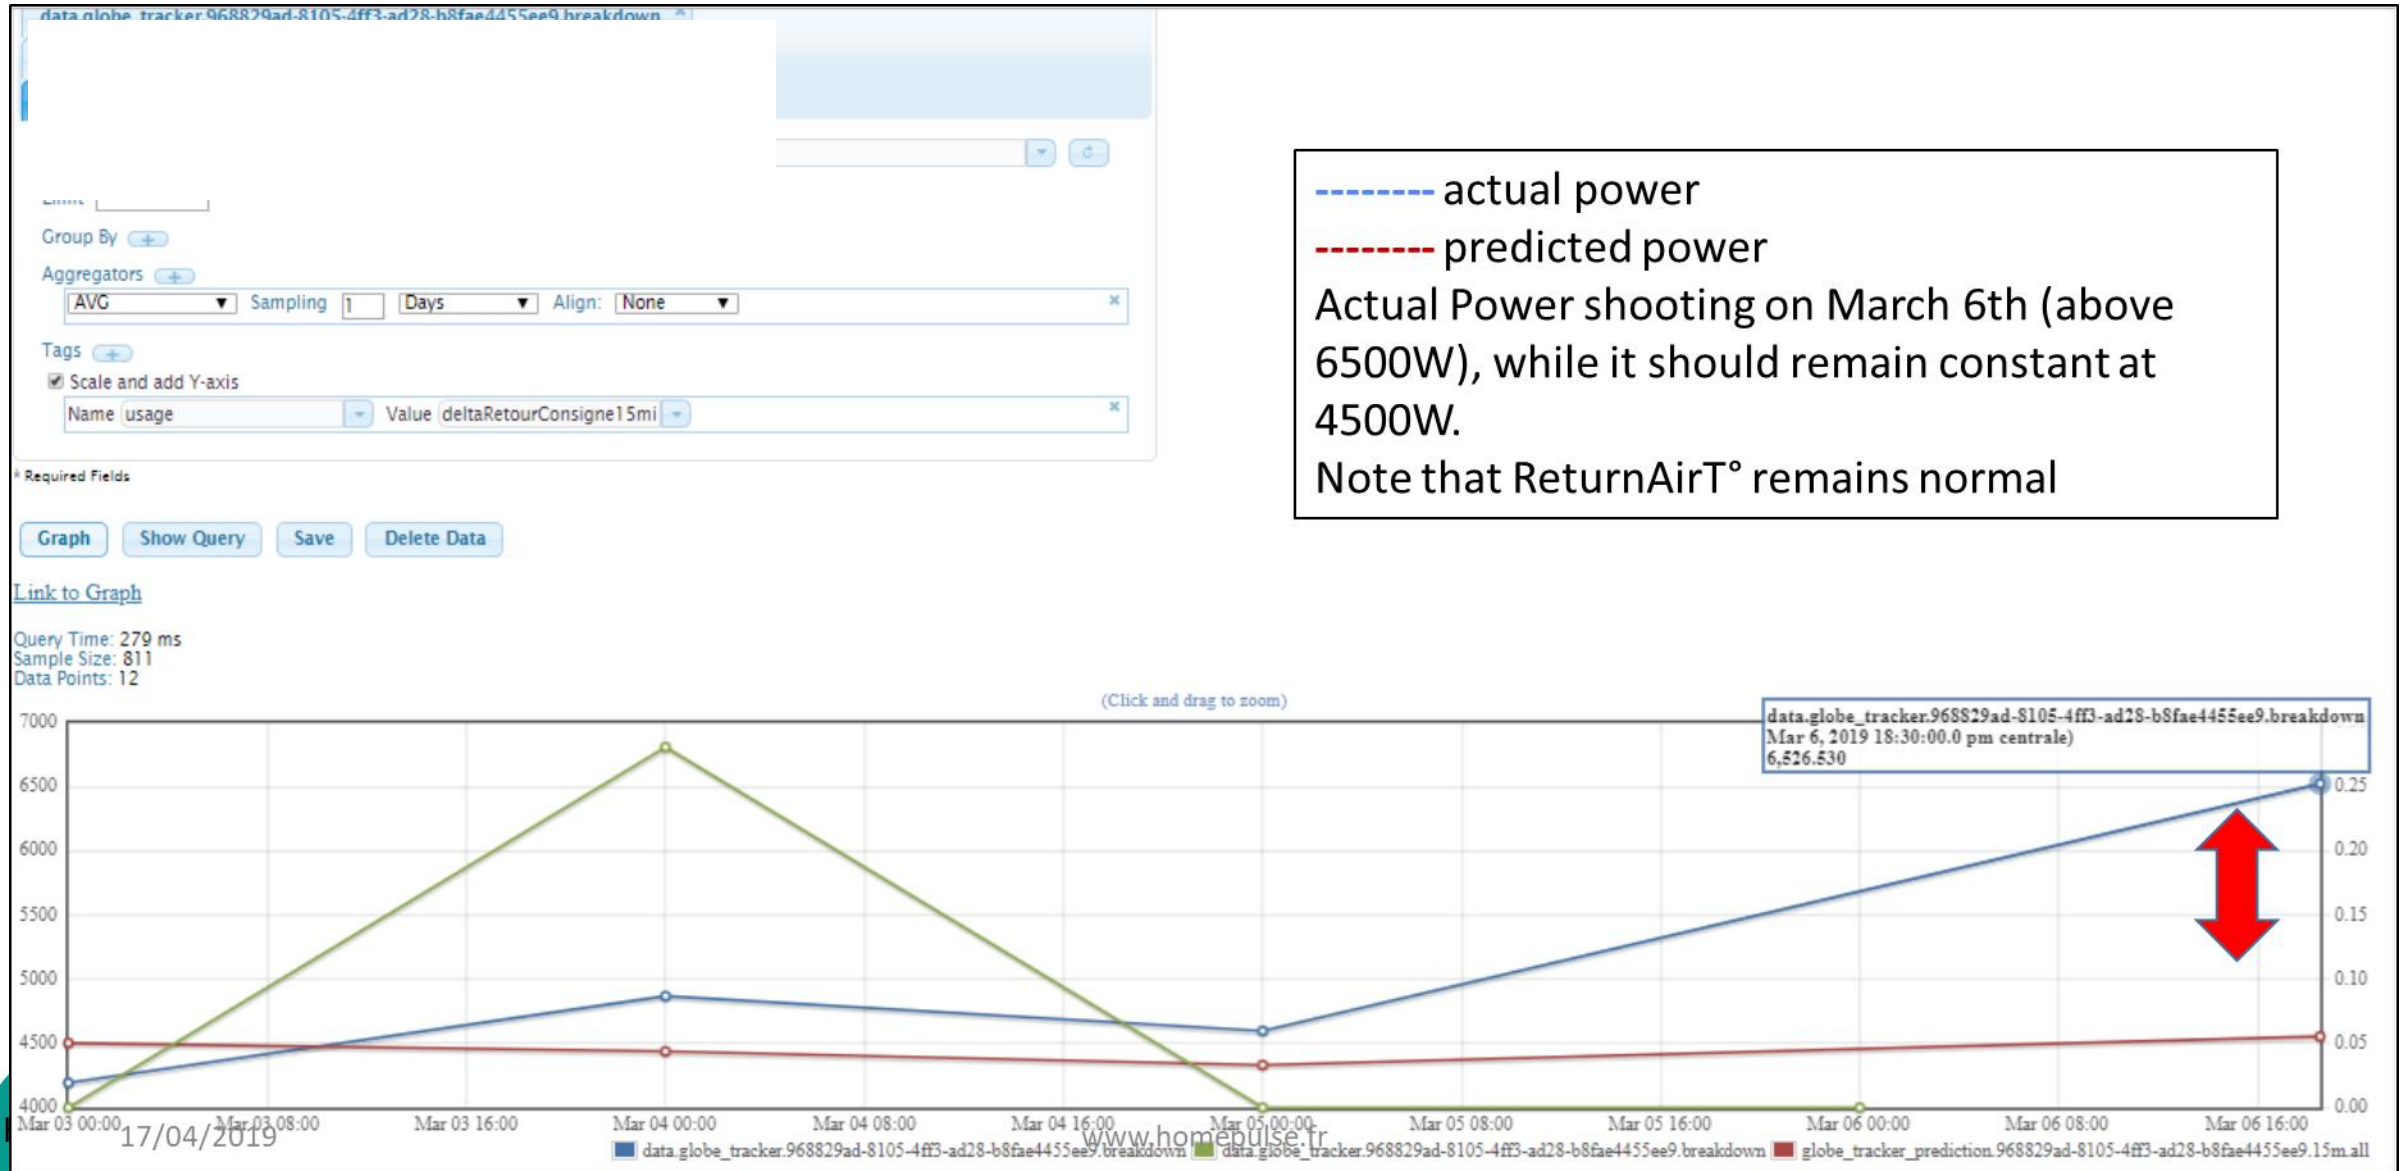 data.globe_tracker.968829ad-8105-4ff3-ad28-b8fae4455ee9.breakdown
Limit
Group By
Aggregators
AVG Sampling 1 Days Align: None
Tags
Scale and add Y-axis
Name usage Value deltaRetourConsigne15mi
* Required Fields
Graph Show Query Save Delete Data
Link to Graph
Query Time: 279 ms
Sample Size: 811
Data Points: 12
-------- actual power
-------- predicted power
Actual Power shooting on March 6th (above
6500W), while it should remain constant at
4500W.
Note that ReturnAirT° remains normal
(Click and drag to zoom)
data.globe_tracker.968829ad-8105-4ff3-ad28-b8fae4455ee9.breakdown
Mar 6, 2019 18:30:00.0 pm centrale)
6,526.530
7000
6500 0.25
6000 0.20
5500 0.15
5000 0.10
4500 0.05
4000 0.00
Mar 03 00:00 Mar 03 08:00 Mar 03 16:00 Mar 04 00:00 Mar 04 08:00 Mar 04 16:00 Mar 05 00:00 Mar 05 08:00 Mar 05 16:00 Mar 06 00:00 Mar 06 08:00 Mar 06 16:00
17/04/2019 www.homepulse.fr
data.globe_tracker.968829ad-8105-4ff3-ad28-b8fae4455ee9.breakdown data.globe_tracker.968829ad-8105-4ff3-ad28-b8fae4455ee9.breakdown globe_tracker_prediction.968829ad-8105-4ff3-ad28-b8fae4455ee9.15m.all